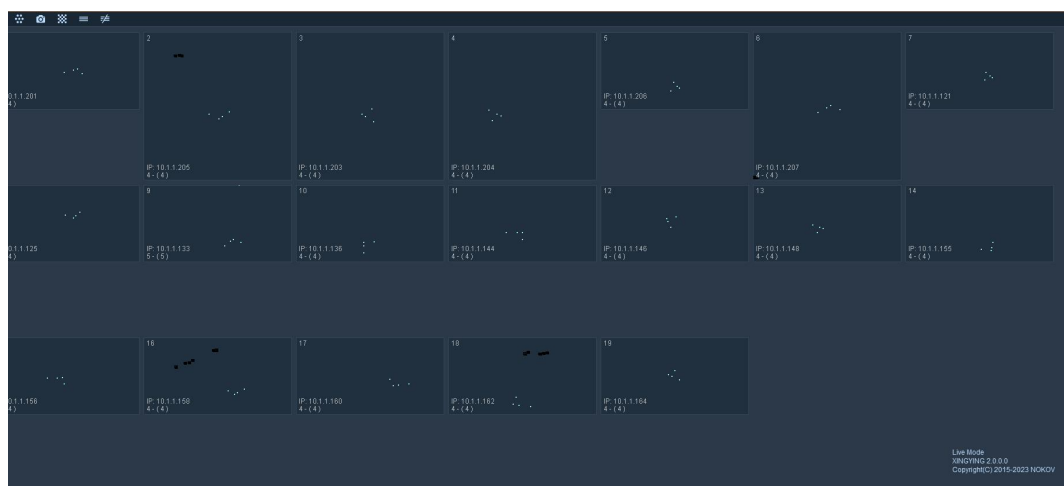 2
3
4
5
6
7
0.1.1.201
4 )
IP: 10.1.1.205
4 - ( 4 )
IP: 10.1.1.203
4 - ( 4 )
IP: 10.1.1.204
4 - ( 4 )
IP: 10.1.1.206
4 - ( 4 )
IP: 10.1.1.207
4 - ( 4 )
IP: 10.1.1.121
4 - ( 4 )
9
10
11
12
13
14
0.1.1.125
4 )
IP: 10.1.1.133
5 - ( 5 )
IP: 10.1.1.136
4 - ( 4 )
IP: 10.1.1.144
4 - ( 4 )
IP: 10.1.1.146
4 - ( 4 )
IP: 10.1.1.148
4 - ( 4 )
IP: 10.1.1.155
4 - ( 4 )
16
17
18
19
0.1.1.156
4 )
IP: 10.1.1.158
4 - ( 4 )
IP: 10.1.1.160
4 - ( 4 )
IP: 10.1.1.162
4 - ( 4 )
IP: 10.1.1.164
4 - ( 4 )
Live Mode
XINGYING 2.0.0.0
Copyright(C) 2015-2023 NOKOV